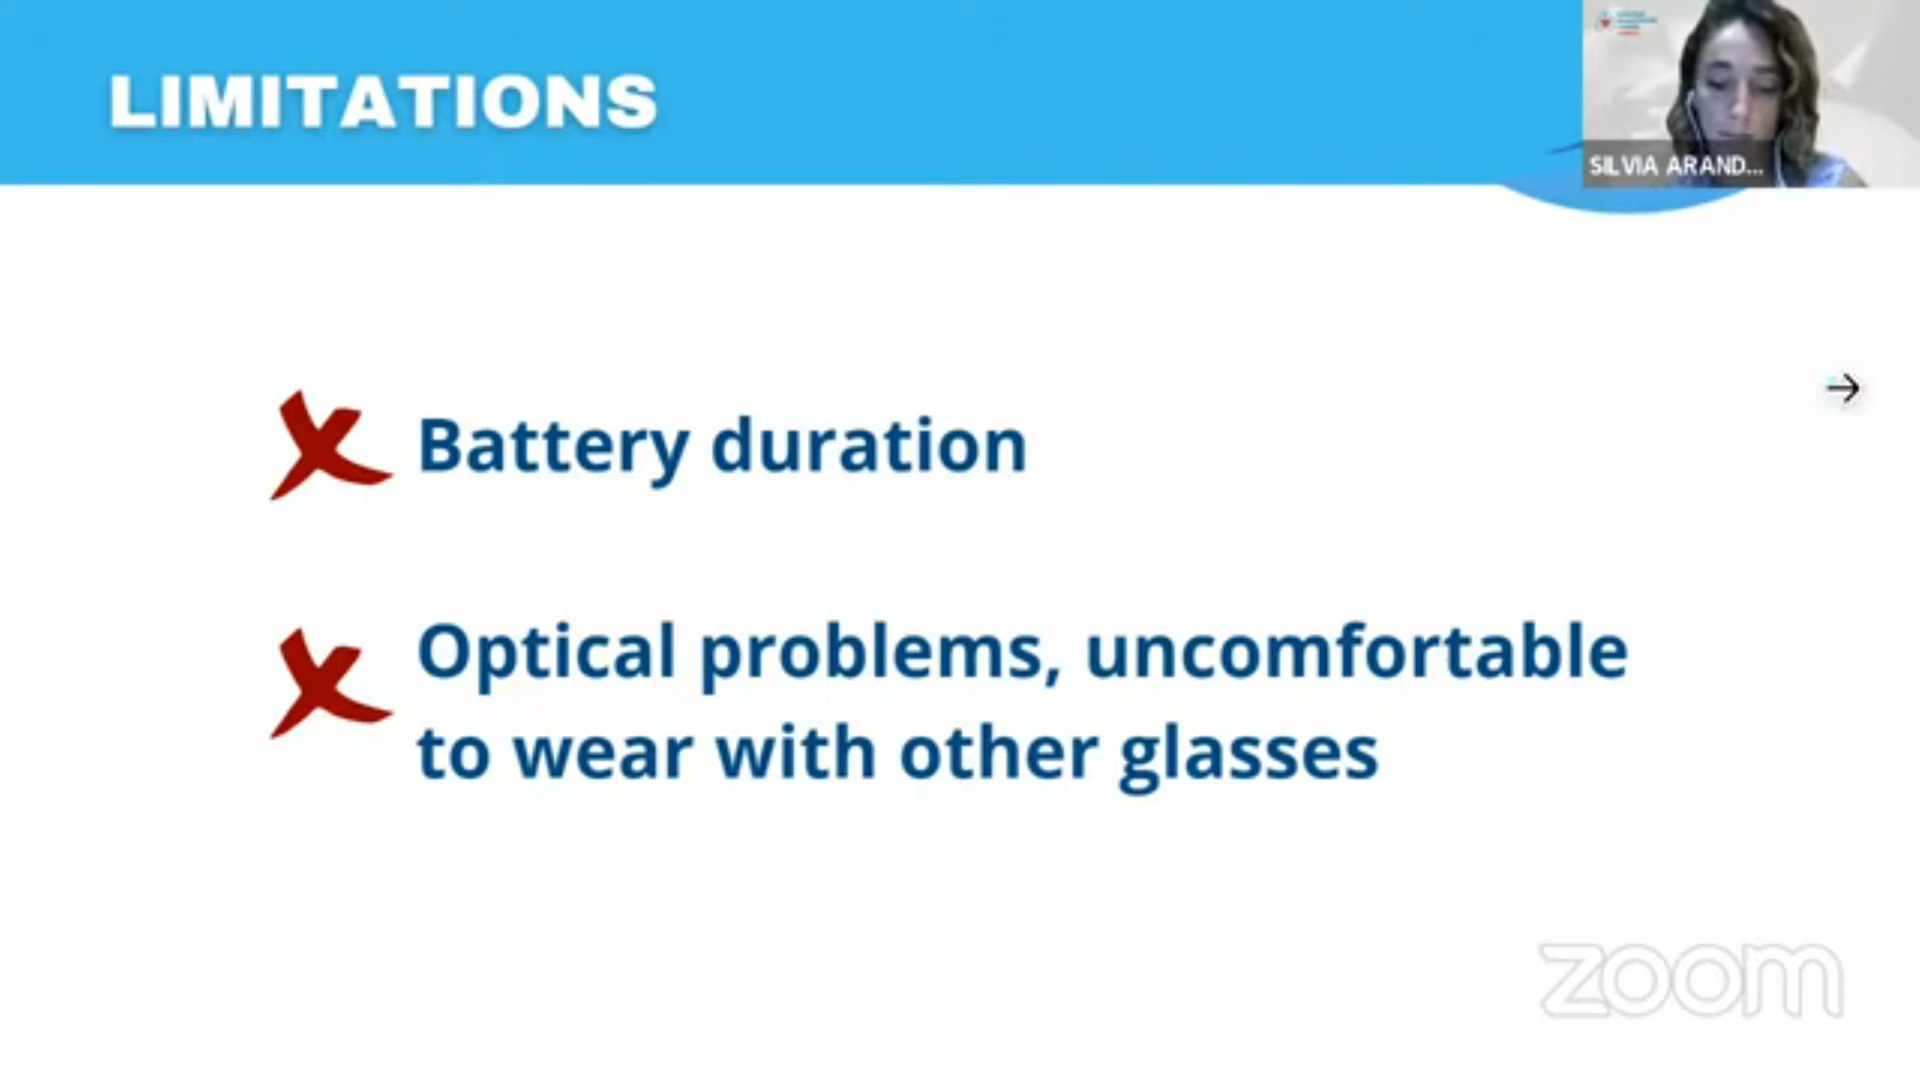 LIMITATIONS
SILVIA ARAND...
Battery duration
Optical problems, uncomfortable
to wear with other glasses
zoom